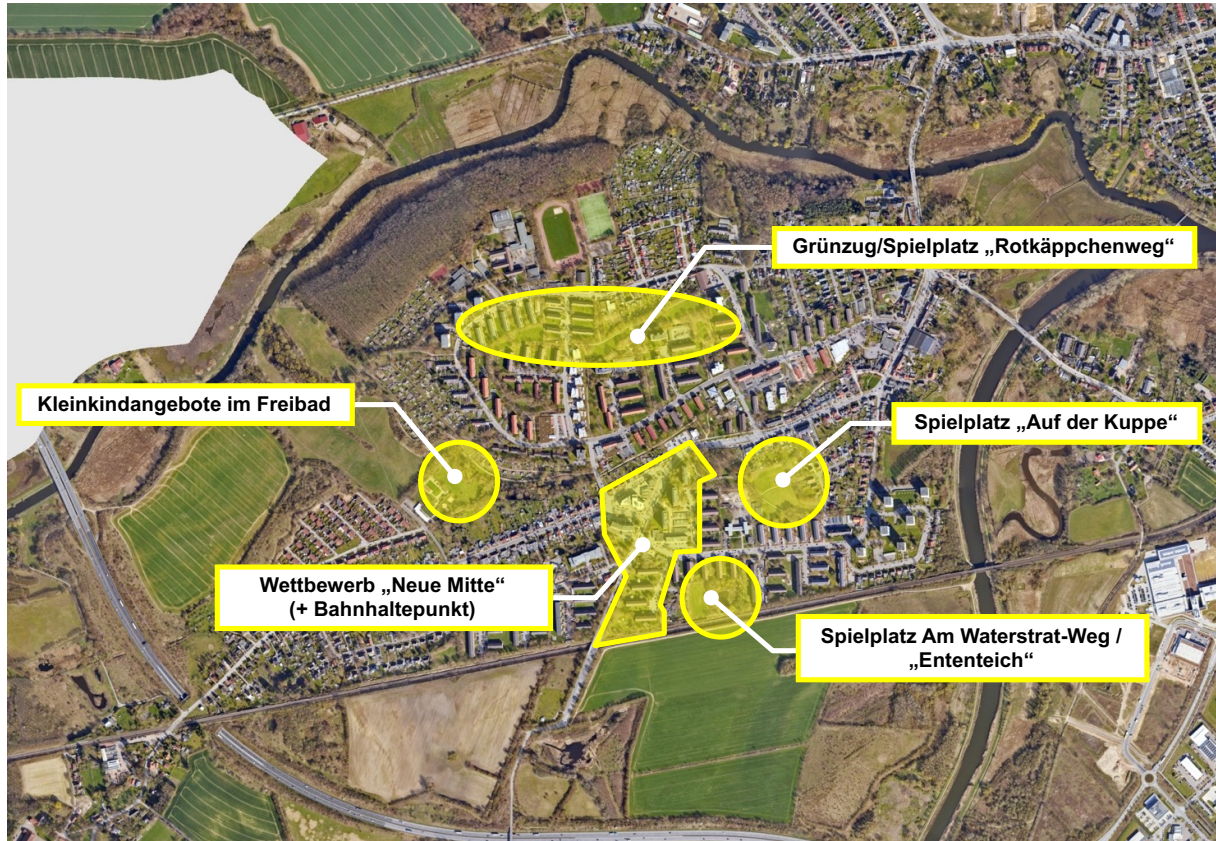 Grünzug/Spielplatz „Rotkäppchenweg“
Kleinkindangebote im Freibad
Spielplatz „Auf der Kuppe“
Wettbewerb „Neue Mitte“
(+ Bahnhaltepunkt)
Spielplatz Am Waterstrat-Weg /
„Ententeich“